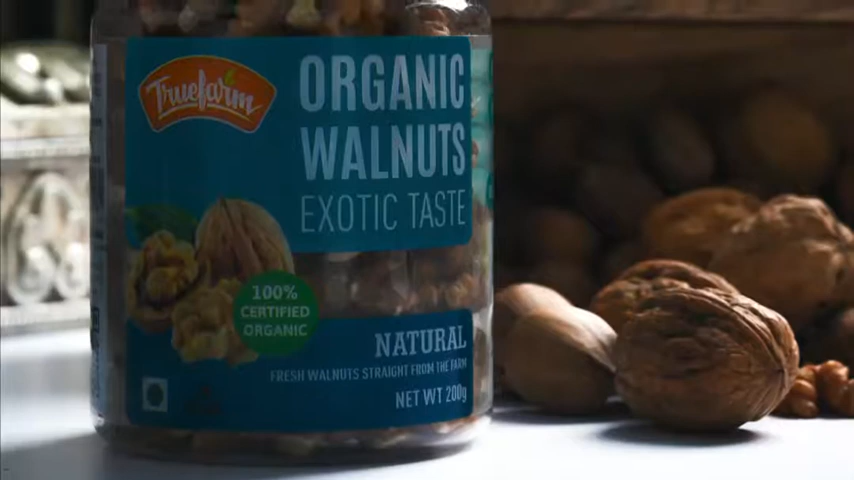 Truefarm
ORGANIC
WALNUTS
EXOTIC TASTE
100%
CERTIFIED
ORGANIC
NATURAL
FRESH WALNUTS STRAIGHT FROM THE FARM
NET WT 200g